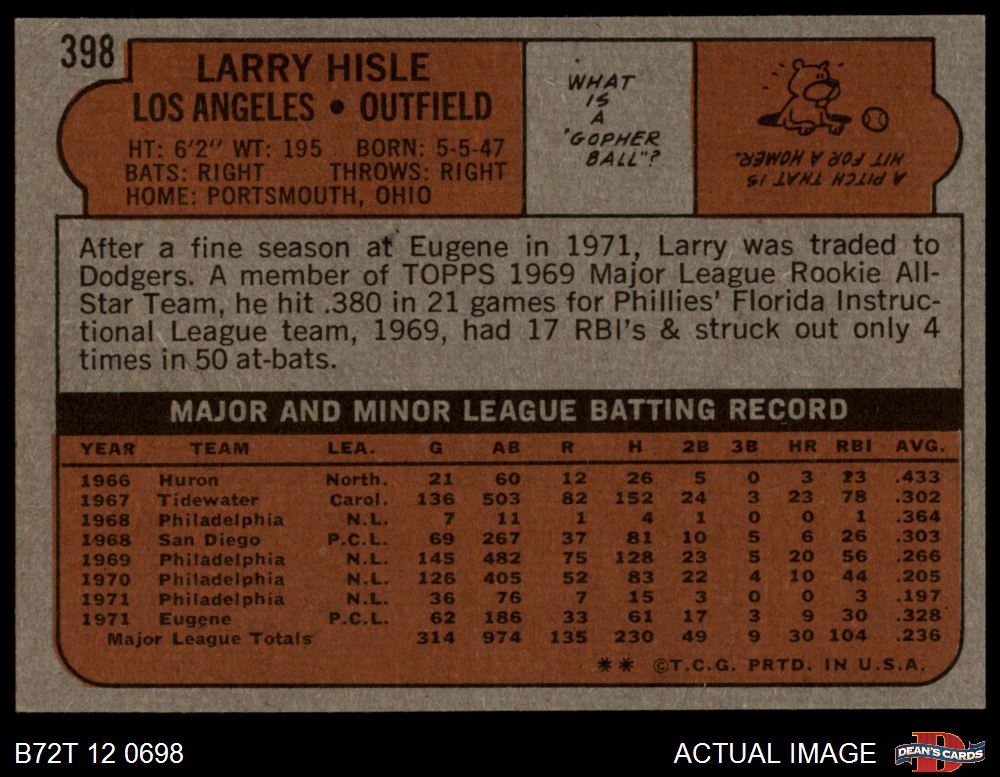 398
LARRY HISLE
LOS ANGELES • OUTFIELD
HT: 6'2" WT: 195 BORN: 5-5-47
BATS: RIGHT THROWS: RIGHT
HOME: PORTSMOUTH, OHIO
WHAT
IS
A
"GOPHER
BALL"?
A PITCH THAT IS
HIT FOR A HOMER.
After a fine season at Eugene in 1971, Larry was traded to
Dodgers. A member of TOPPS 1969 Major League Rookie All-
Star Team, he hit .380 in 21 games for Phillies' Florida Instruc-
tional League team, 1969, had 17 RBI's & struck out only 4
times in 50 at-bats.
MAJOR AND MINOR LEAGUE BATTING RECORD
YEAR TEAM LEA. G AB R H 2B 3B HR RBI AVG.
1966 Huron North. 21 60 12 26 5 0 3 23 .433
1967 Tidewater Carol. 136 503 82 152 24 3 23 78 .302
1968 Philadelphia N.L. 7 11 1 4 1 0 0 1 .364
1968 San Diego P.C.L. 69 267 37 81 10 5 6 26 .303
1969 Philadelphia N.L. 145 482 75 128 23 5 20 56 .266
1970 Philadelphia N.L. 126 405 52 83 22 4 10 44 .205
1971 Philadelphia N.L. 36 76 7 15 3 0 0 3 .197
1971 Eugene P.C.L. 62 186 33 61 17 3 9 30 .328
Major League Totals 314 974 135 230 49 9 30 104 .236
** ©T.C.G. PRTD. IN U.S.A.
B72T 12 0698
ACTUAL IMAGE
DEAN'S CARDS